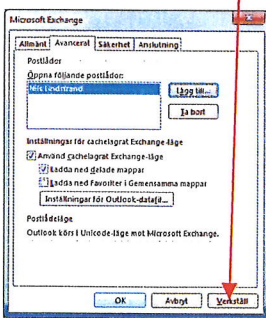 Microsoft Exchange
Allmänt Avancerat Säkerhet Anslutning
Postlådor
Öppna följande postlådor:
Nils Lindstrand
Lägg till...
Ta bort
Inställningar för cachelagrat Exchange-läge
Använd cachelagrat Exchange-läge
Ladda ned delade mappar
Ladda ned Favoriter i Gemensamma mappar
Inställningar för Outlook-datafil...
Postlådeläge
Outlook körs i Unicode-läge mot Microsoft Exchange.
OK Avbryt Verkställ